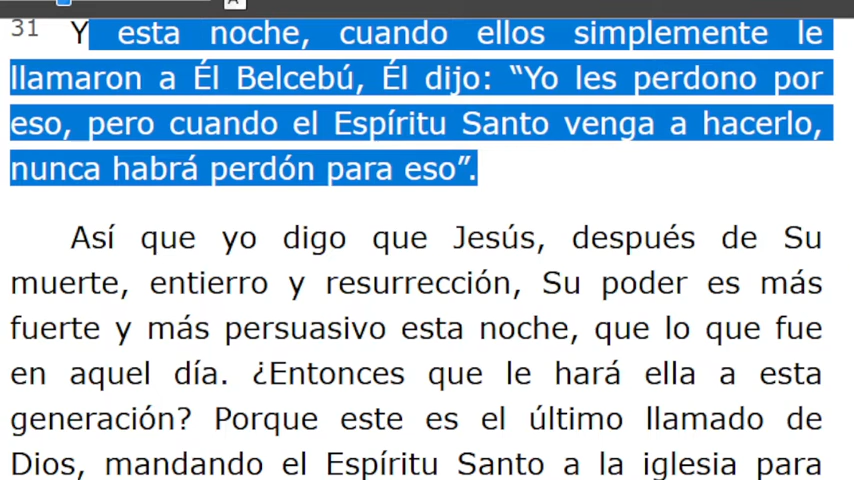 31 Y esta noche, cuando ellos simplemente le
llamaron a Él Belcebú, Él dijo: “Yo les perdono por
eso, pero cuando el Espíritu Santo venga a hacerlo,
nunca habrá perdón para eso”.
Así que yo digo que Jesús, después de Su
muerte, entierro y resurrección, Su poder es más
fuerte y más persuasivo esta noche, que lo que fue
en aquel día. ¿Entonces que le hará ella a esta
generación? Porque este es el último llamado de
Dios, mandando el Espíritu Santo a la iglesia para